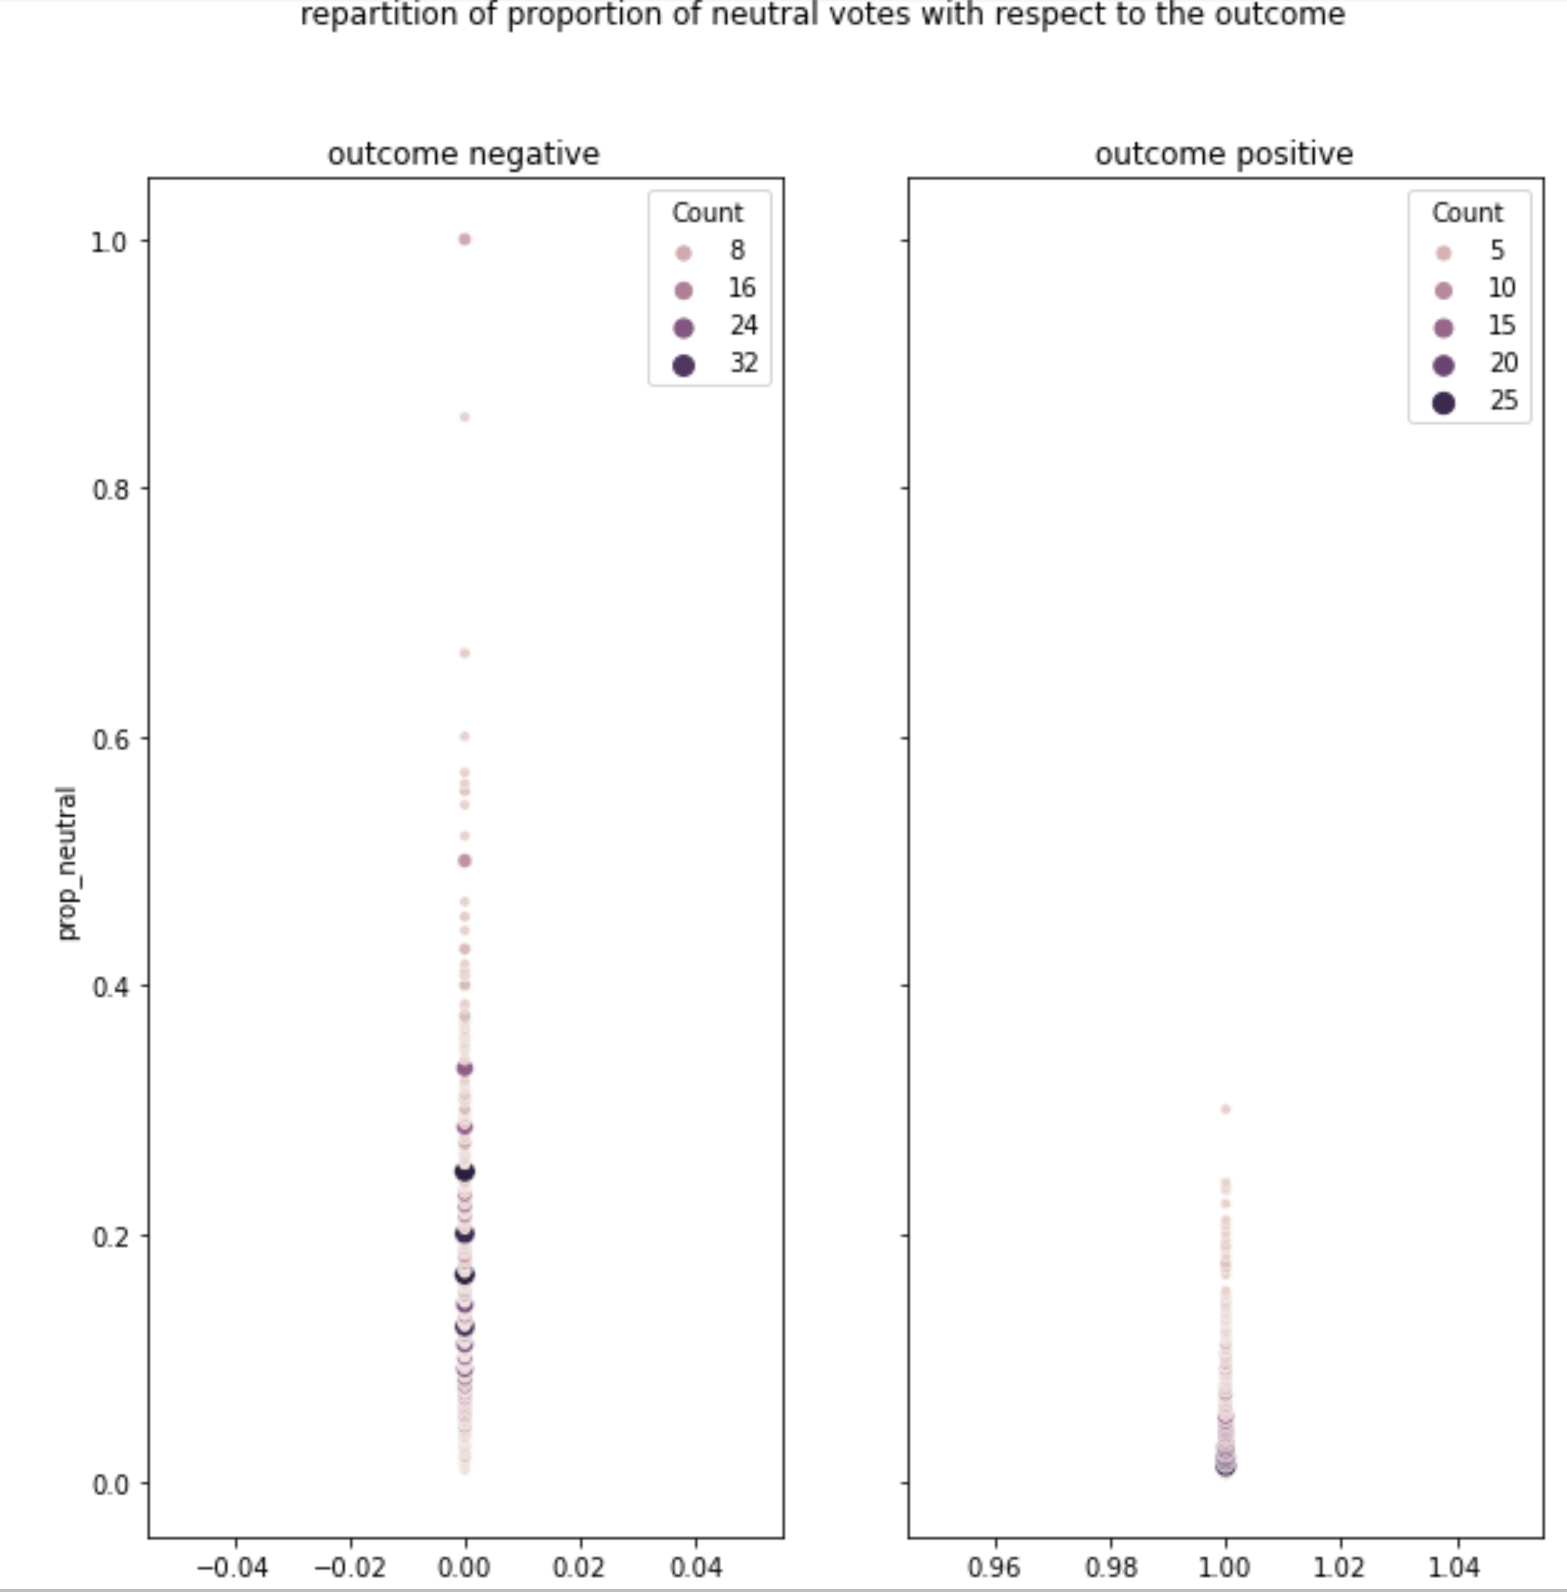 repartition of proportion of neutral votes with respect to the outcome
outcome negative
outcome positive
Count
8
16
24
32
Count
5
10
15
20
25
1.0
0.8
0.6
0.4
0.2
0.0
prop_neutral
−0.04 −0.02 0.00 0.02 0.04
0.96 0.98 1.00 1.02 1.04